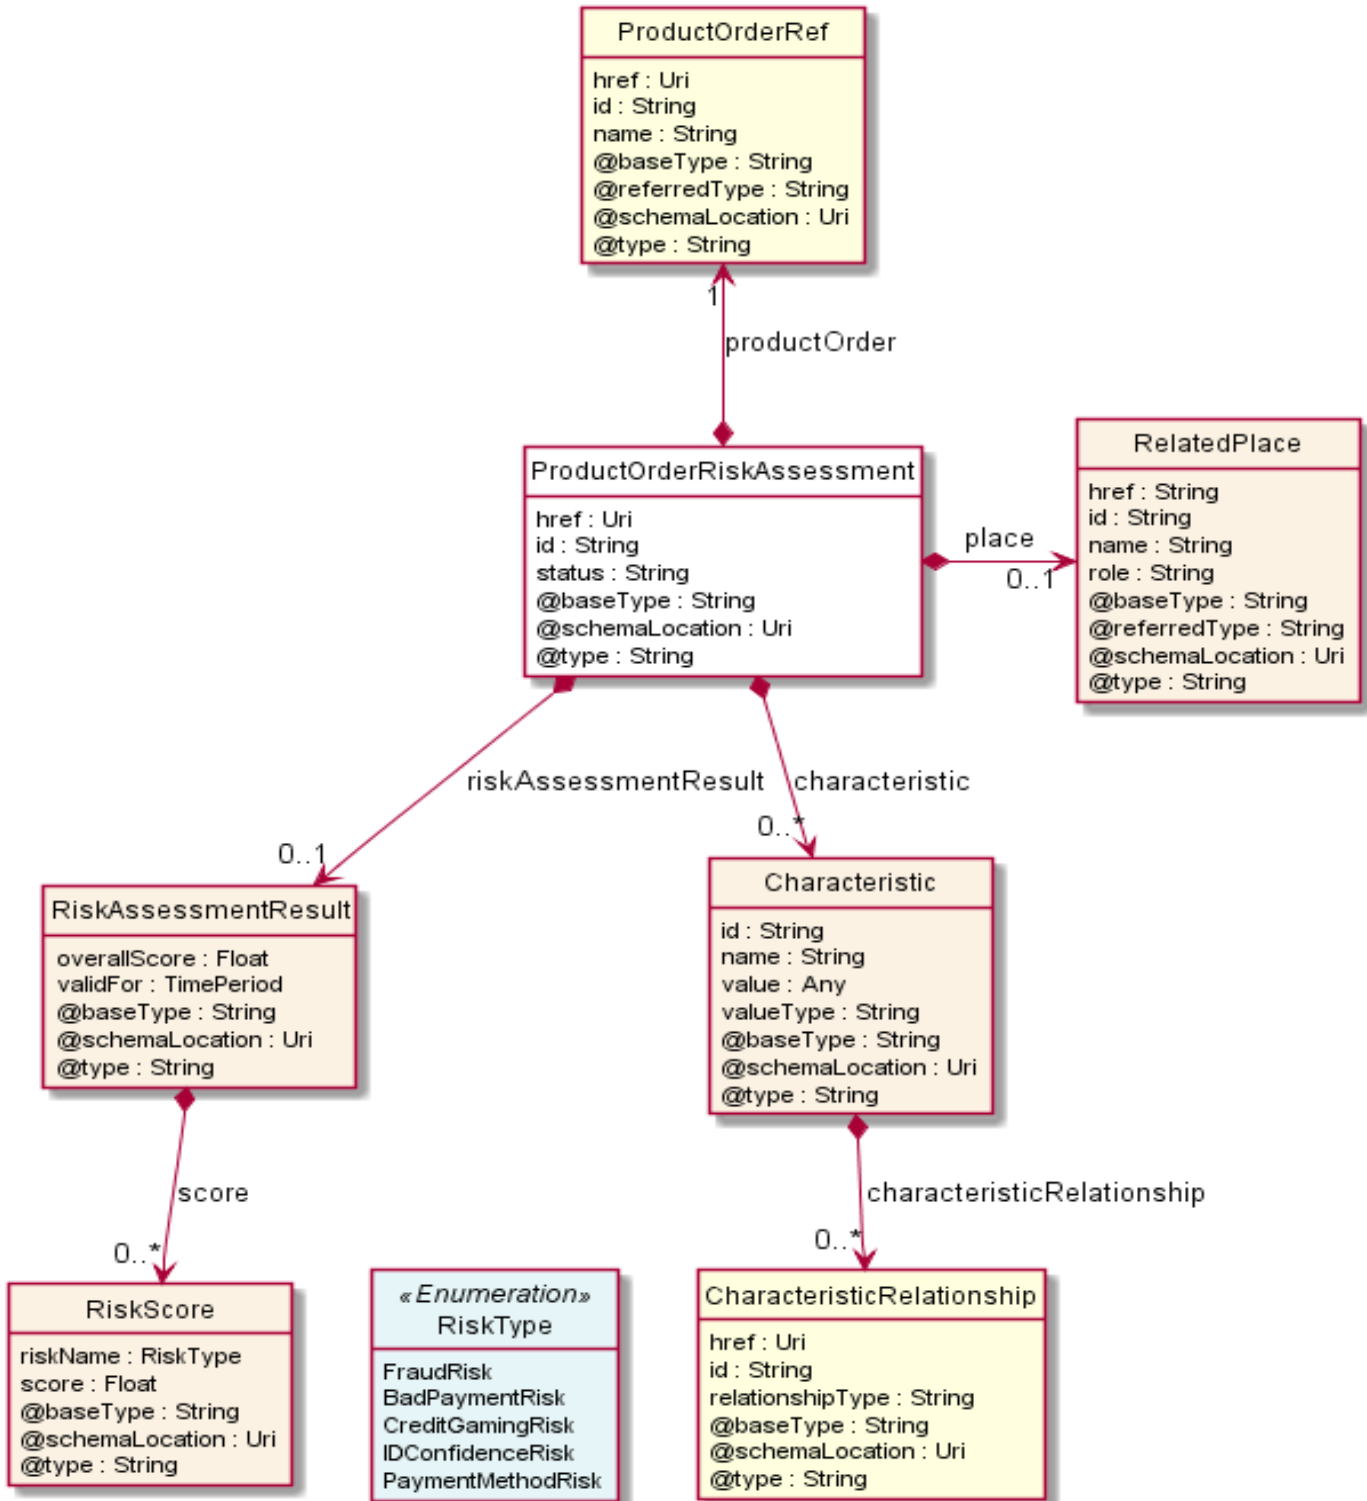 ProductOrderRef
href : Uri
id : String
name : String
@baseType : String
@referredType : String
@schemaLocation : Uri
@type : String
1
productOrder
ProductOrderRiskAssessment
href : Uri
id : String
status : String
@baseType : String
@schemaLocation : Uri
@type : String
place
0..1
RelatedPlace
href : String
id : String
name : String
role : String
@baseType : String
@referredType : String
@schemaLocation : Uri
@type : String
riskAssessmentResult
0..1
characteristic
0..*
RiskAssessmentResult
overallScore : Float
validFor : TimePeriod
@baseType : String
@schemaLocation : Uri
@type : String
Characteristic
id : String
name : String
value : Any
valueType : String
@baseType : String
@schemaLocation : Uri
@type : String
score
0..*
characteristicRelationship
0..*
RiskScore
riskName : RiskType
score : Float
@baseType : String
@schemaLocation : Uri
@type : String
«Enumeration»
RiskType
FraudRisk
BadPaymentRisk
CreditGamingRisk
IDConfidenceRisk
PaymentMethodRisk
CharacteristicRelationship
href : Uri
id : String
relationshipType : String
@baseType : String
@schemaLocation : Uri
@type : String